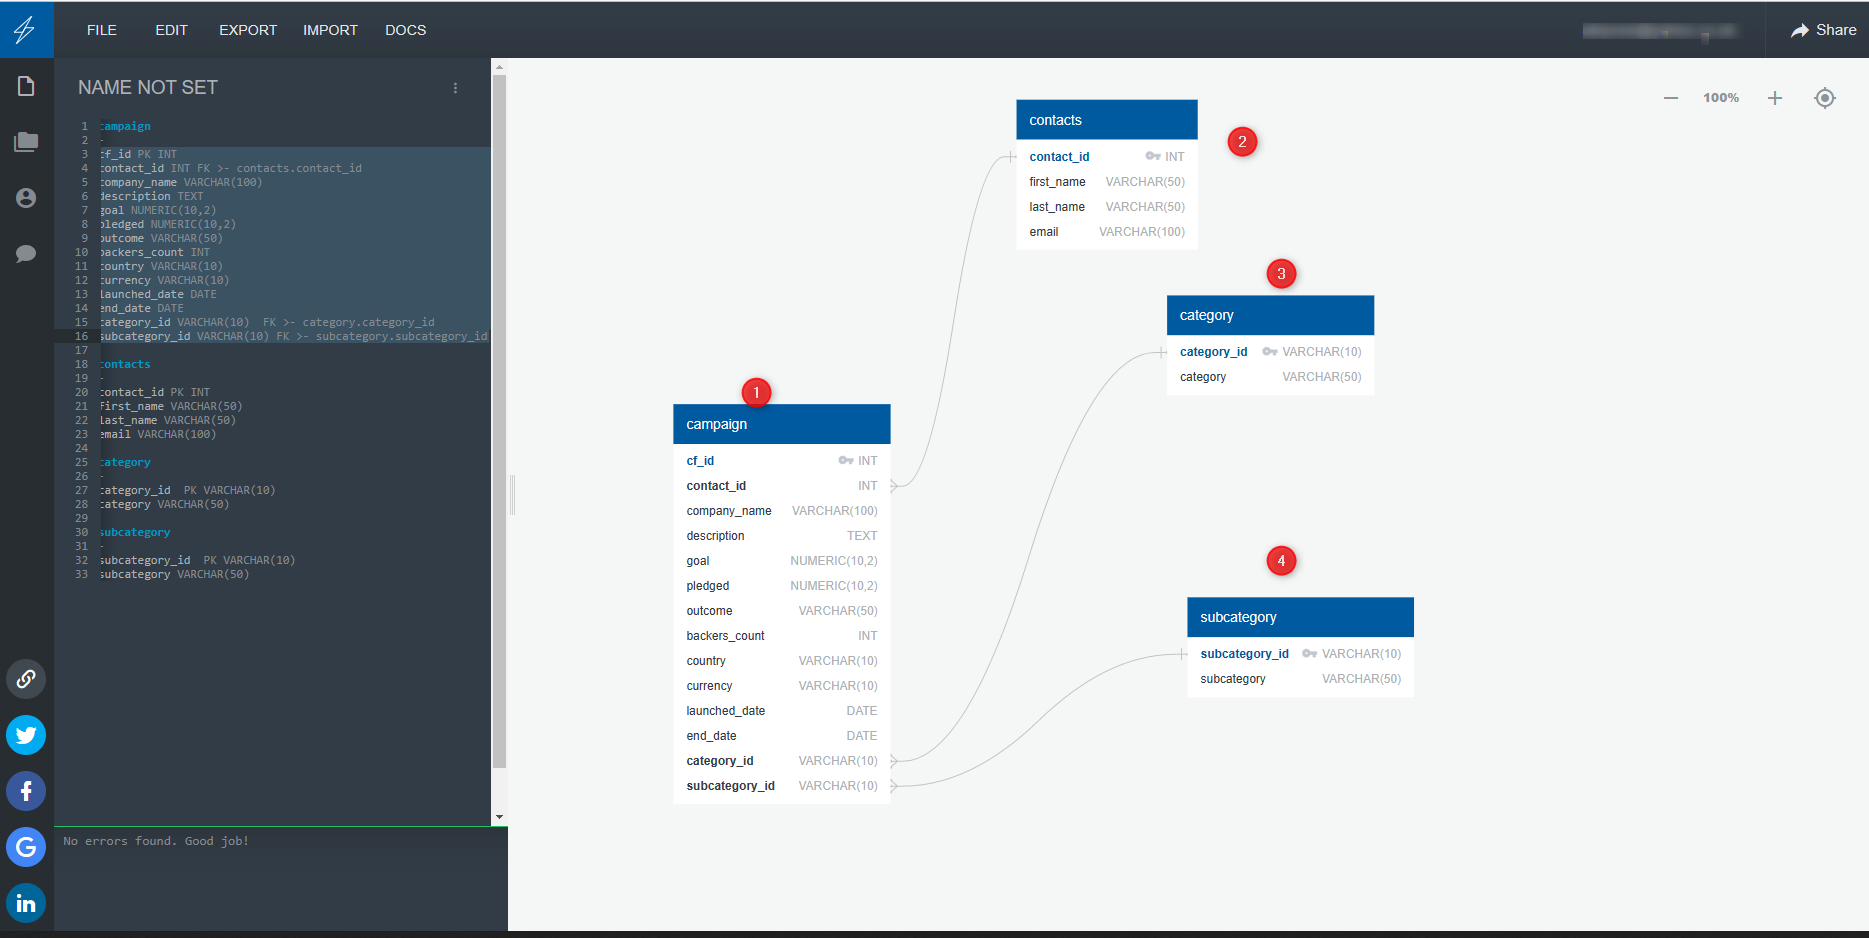 FILE EDIT EXPORT IMPORT DOCS
Share
NAME NOT SET
1 campaign
2 -
3 cf_id PK INT
4 contact_id INT FK >- contacts.contact_id
5 company_name VARCHAR(100)
6 description TEXT
7 goal NUMERIC(10,2)
8 pledged NUMERIC(10,2)
9 outcome VARCHAR(50)
10 backers_count INT
11 country VARCHAR(10)
12 currency VARCHAR(10)
13 launched_date DATE
14 end_date DATE
15 category_id VARCHAR(10)  FK >- category.category_id
16 subcategory_id VARCHAR(10) FK >- subcategory.subcategory_id
17
18 contacts
19 -
20 contact_id PK INT
21 first_name VARCHAR(50)
22 last_name VARCHAR(50)
23 email VARCHAR(100)
24
25 category
26 -
27 category_id  PK VARCHAR(10)
28 category VARCHAR(50)
29
30 subcategory
31 -
32 subcategory_id  PK VARCHAR(10)
33 subcategory VARCHAR(50)
No errors found. Good job!
100%
1
campaign
cf_id INT
contact_id INT
company_name VARCHAR(100)
description TEXT
goal NUMERIC(10,2)
pledged NUMERIC(10,2)
outcome VARCHAR(50)
backers_count INT
country VARCHAR(10)
currency VARCHAR(10)
launched_date DATE
end_date DATE
category_id VARCHAR(10)
subcategory_id VARCHAR(10)
contacts
2
contact_id INT
first_name VARCHAR(50)
last_name VARCHAR(50)
email VARCHAR(100)
3
category
category_id VARCHAR(10)
category VARCHAR(50)
4
subcategory
subcategory_id VARCHAR(10)
subcategory VARCHAR(50)